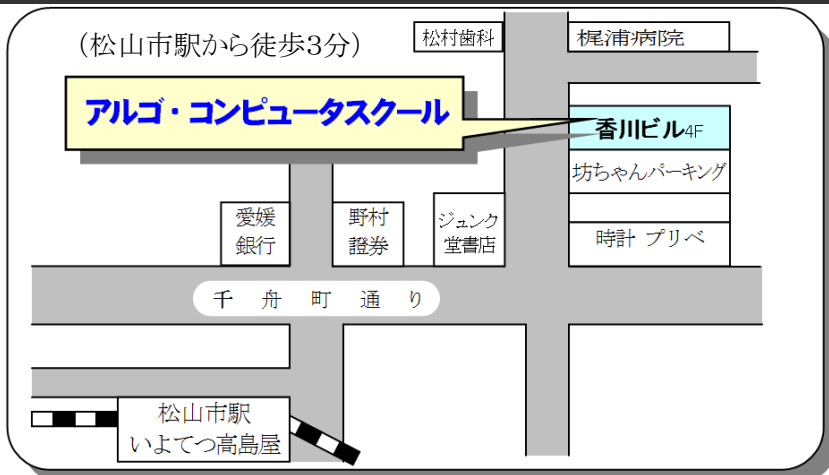 (松山市駅から徒歩3分)
松村歯科
梶浦病院
アルゴ・コンピュータスクール
香川ビル4F
坊ちゃんパーキング
愛媛
銀行
野村
證券
ジュンク
堂書店
時計 プリベ
千舟町通り
松山市駅
いよてつ高島屋